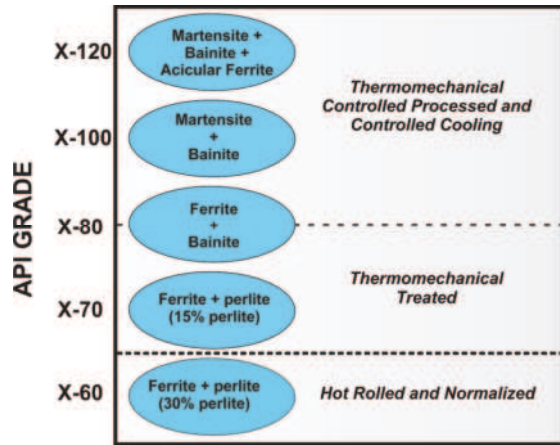 API GRADE
X-120
Martensite +
Bainite +
Acicular Ferrite
Thermomechanical
Controlled Processed and
Controlled Cooling
X-100
Martensite
+
Bainite
X-80
Ferrite
+
Bainite
Thermomechanical
Treated
X-70
Ferrite + perlite
(15% perlite)
X-60
Ferrite + perlite
(30% perlite)
Hot Rolled and Normalized